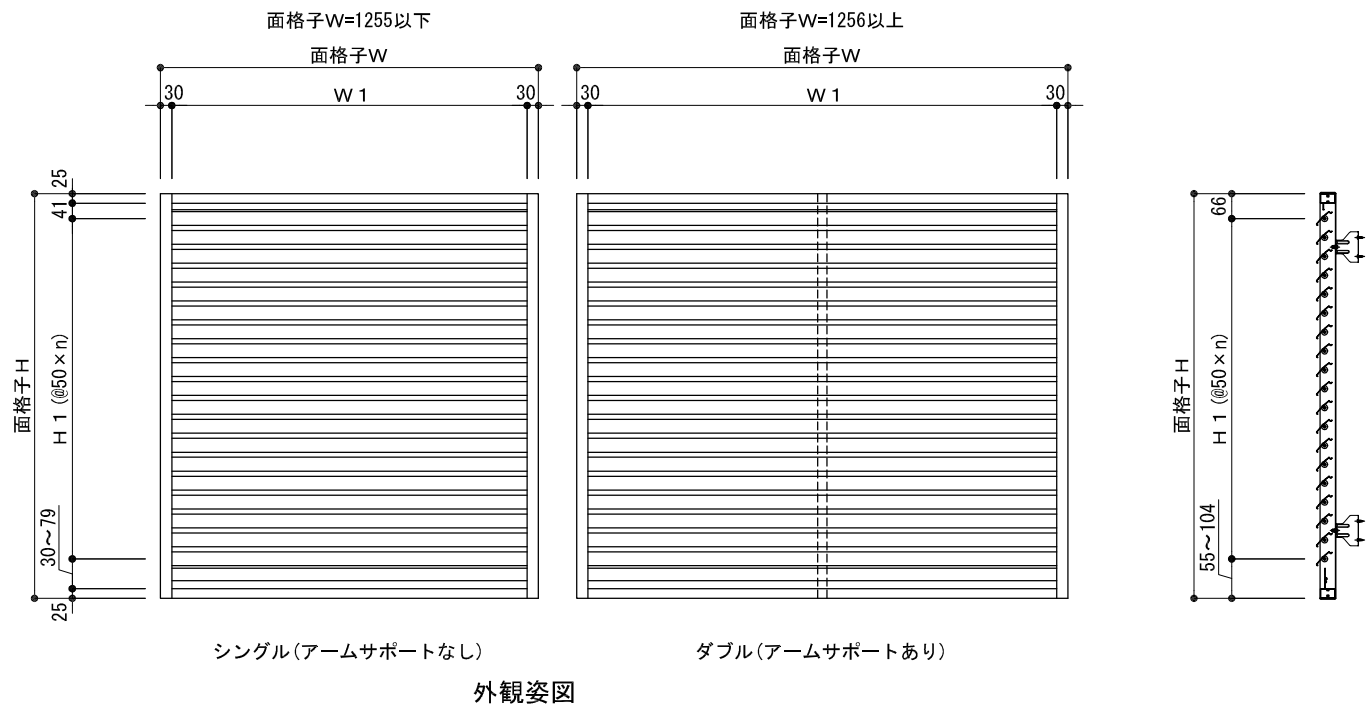 面格子W=1255以下
面格子W
30
W1
30
面格子W=1256以上
面格子W
30
W1
30
25
41
面格子H
H1(@50×n)
30~79
25
66
面格子H
H1(@50×n)
55~104
シングル(アームサポートなし)
ダブル(アームサポートあり)
外観姿図